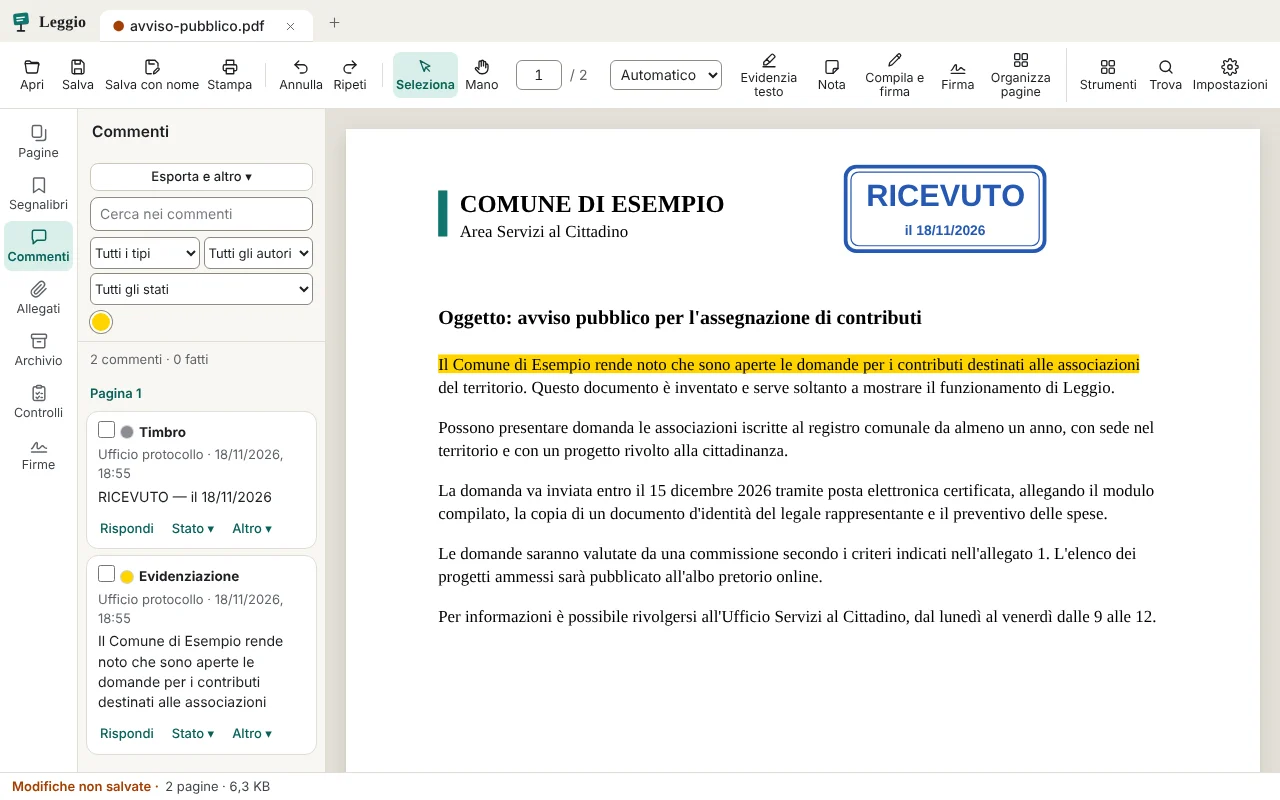 Leggio
avviso-pubblico.pdf
Apri
Salva
Salva con nome
Stampa
Annulla
Ripeti
Seleziona
Mano
1 / 2
Automatico
Evidenzia
testo
Nota
Compila e
firma
Firma
Organizza
pagine
Strumenti
Trova
Impostazioni
Pagine
Segnalibri
Commenti
Allegati
Archivio
Controlli
Firme
Commenti
Esporta e altro ▾
Cerca nei commenti
Tutti i tipi
Tutti gli autori
Tutti gli stati
2 commenti · 0 fatti
Pagina 1
Timbro
Ufficio protocollo · 18/11/2026,
18:55
RICEVUTO — il 18/11/2026
Rispondi Stato ▾ Altro ▾
Evidenziazione
Ufficio protocollo · 18/11/2026,
18:55
Il Comune di Esempio rende
noto che sono aperte le
domande per i contributi
destinati alle associazioni
Rispondi Stato ▾ Altro ▾
COMUNE DI ESEMPIO
Area Servizi al Cittadino
RICEVUTO
il 18/11/2026
Oggetto: avviso pubblico per l'assegnazione di contributi
Il Comune di Esempio rende noto che sono aperte le domande per i contributi destinati alle associazioni
del territorio. Questo documento è inventato e serve soltanto a mostrare il funzionamento di Leggio.
Possono presentare domanda le associazioni iscritte al registro comunale da almeno un anno, con sede nel
territorio e con un progetto rivolto alla cittadinanza.
La domanda va inviata entro il 15 dicembre 2026 tramite posta elettronica certificata, allegando il modulo
compilato, la copia di un documento d'identità del legale rappresentante e il preventivo delle spese.
Le domande saranno valutate da una commissione secondo i criteri indicati nell'allegato 1. L'elenco dei
progetti ammessi sarà pubblicato all'albo pretorio online.
Per informazioni è possibile rivolgersi all'Ufficio Servizi al Cittadino, dal lunedì al venerdì dalle 9 alle 12.
Modifiche non salvate · 2 pagine · 6,3 KB